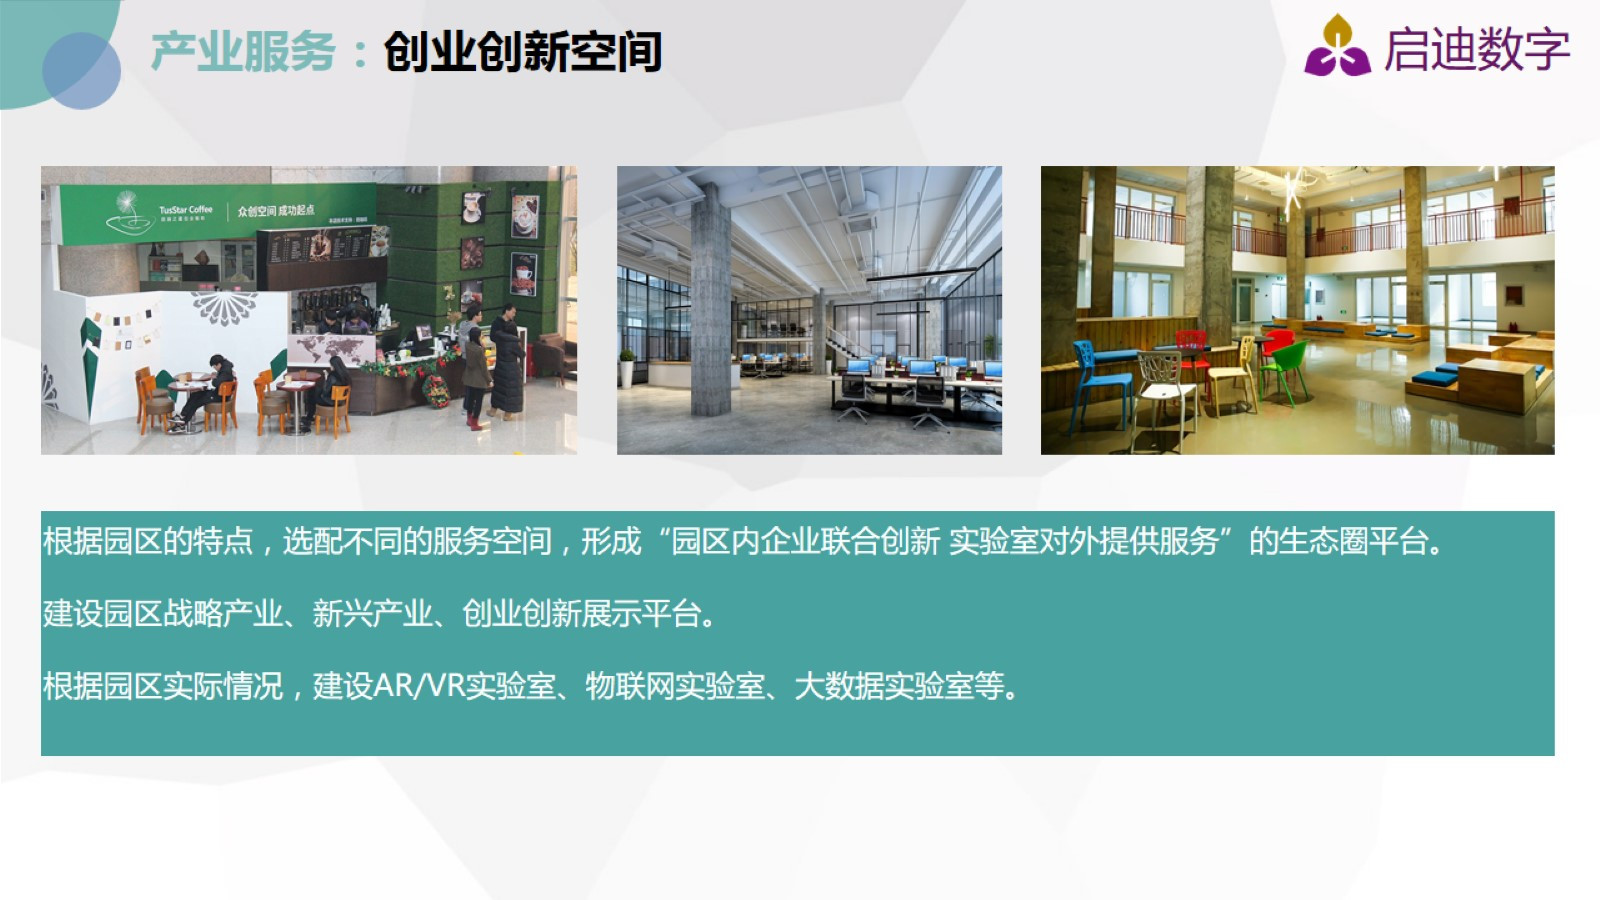 产业服务：创业创新空间
启迪数字
TusStar Coffee
众创空间 成功起点
根据园区的特点，选配不同的服务空间，形成“园区内企业联合创新 实验室对外提供服务”的生态圈平台。
建设园区战略产业、新兴产业、创业创新展示平台。
根据园区实际情况，建设AR/VR实验室、物联网实验室、大数据实验室等。